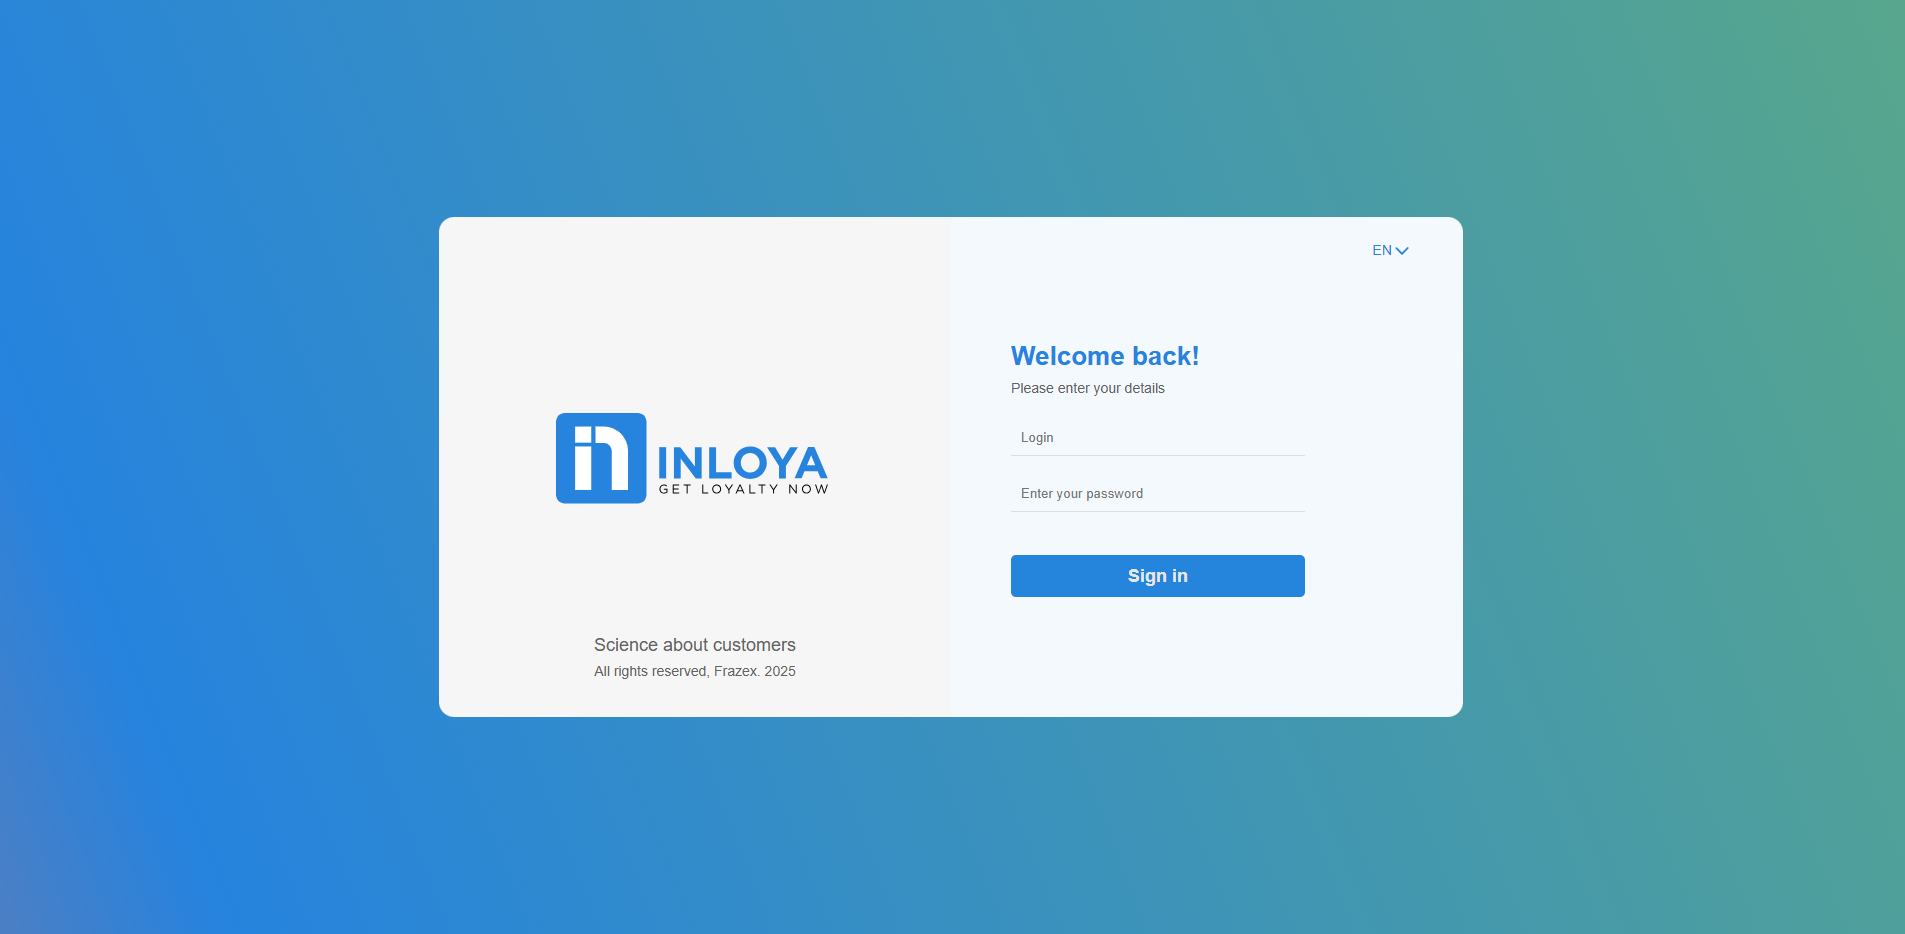 in INLOYA
GET LOYALTY NOW
Science about customers
All rights reserved, Frazex. 2025
EN
Welcome back!
Please enter your details
Login
Enter your password
Sign in